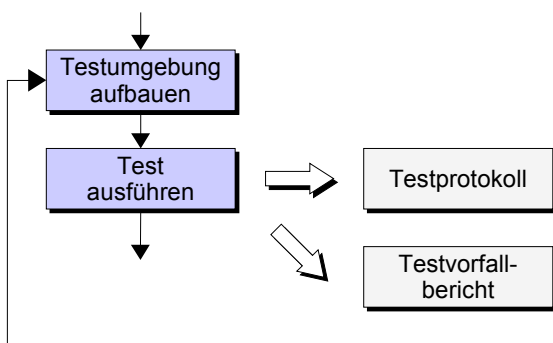 Testumgebung
aufbauen
Test
ausführen
Testprotokoll
Testvorfall-
bericht